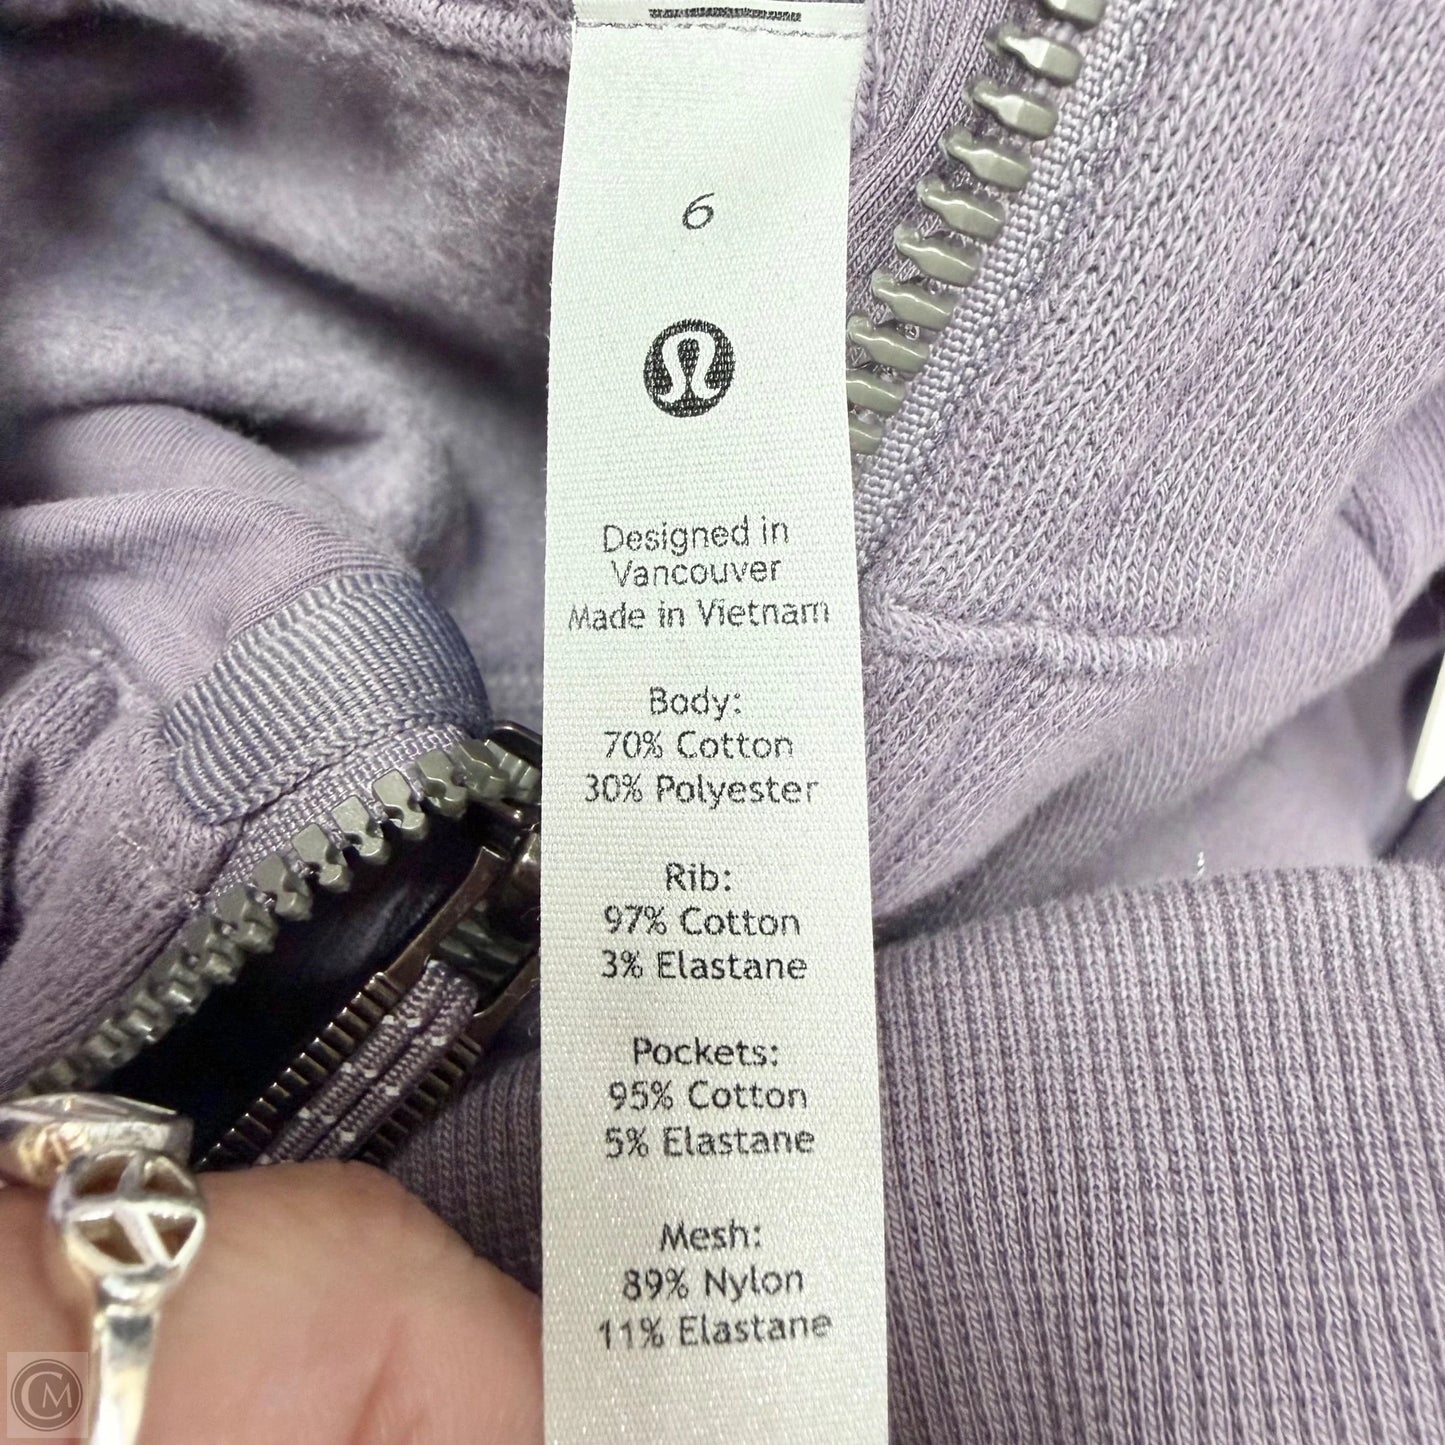 6
Designed in
Vancouver
Made in Vietnam
Body:
70% Cotton
30% Polyester
Rib:
97% Cotton
3% Elastane
Pockets:
95% Cotton
5% Elastane
Mesh:
89% Nylon
11% Elastane
CM